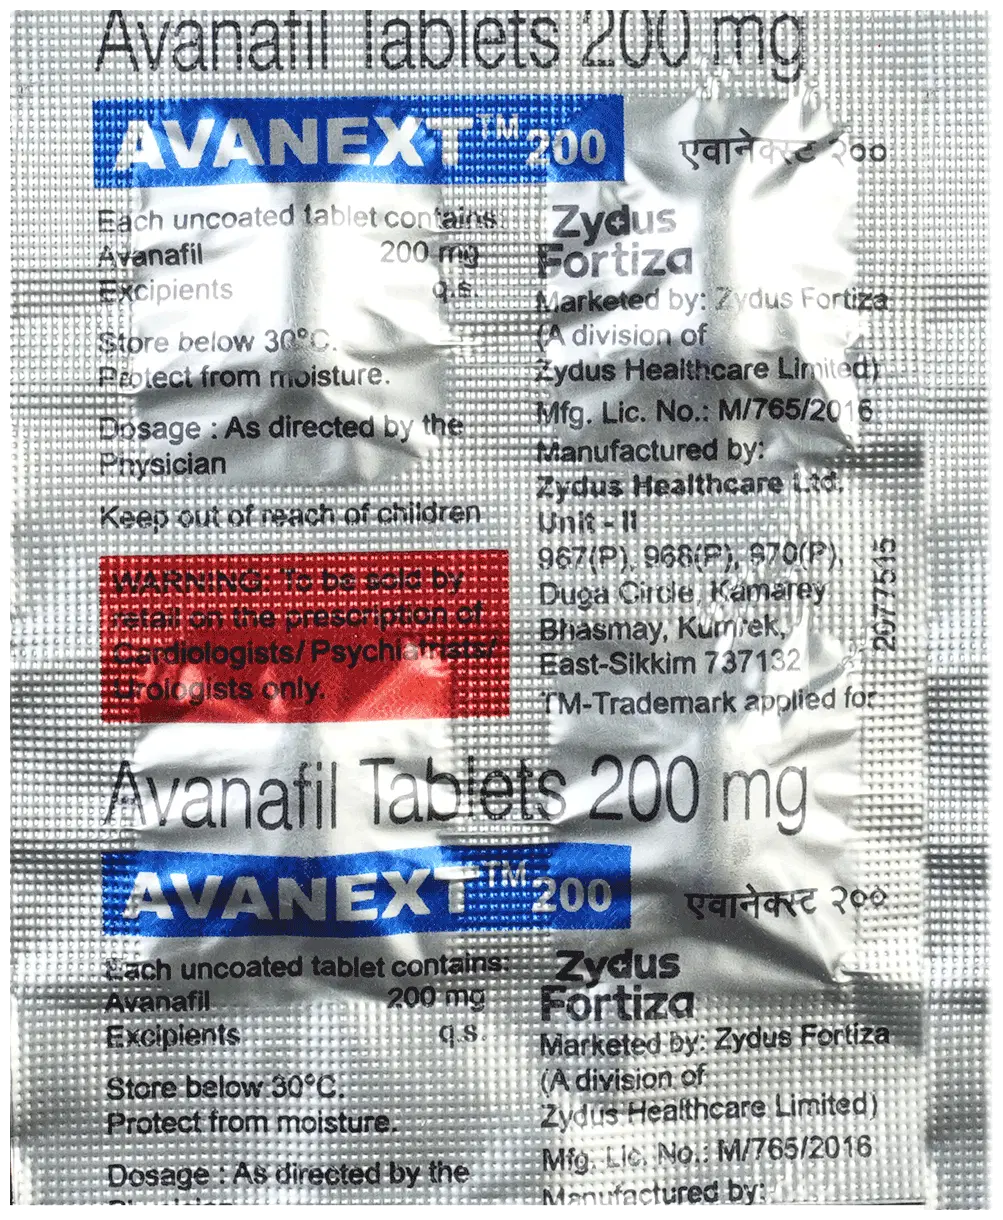 Avanafil Tablets 200 mg
AVANEXT™ 200
एवानेक्स्ट २००
Each uncoated tablet contains:
Avanafil 200 mg
Excipients q.s.
Store below 30°C.
Protect from moisture.
Dosage : As directed by the
Physician
Keep out of reach of children
WARNING: To be sold by
retail on the prescription of
Cardiologists/ Psychiatrists/
Urologists only.
Zydus
Fortiza
Marketed by: Zydus Fortiza
(A division of
Zydus Healthcare Limited)
Mfg. Lic. No.: M/765/2016
Manufactured by:
Zydus Healthcare Ltd.
Unit - II
967(P), 968(P), 970(P),
Duga Circle, Kamarey
Bhasmay, Kumrek,
East-Sikkim 737132
TM-Trademark applied for
2077515
Avanafil Tablets 200 mg
AVANEXT™ 200
एवानेक्स्ट २००
Each uncoated tablet contains:
Avanafil 200 mg
Excipients q.s.
Store below 30°C.
Protect from moisture.
Dosage : As directed by the
Physician
Zydus
Fortiza
Marketed by: Zydus Fortiza
(A division of
Zydus Healthcare Limited)
Mfg. Lic. No.: M/765/2016
Manufactured by: